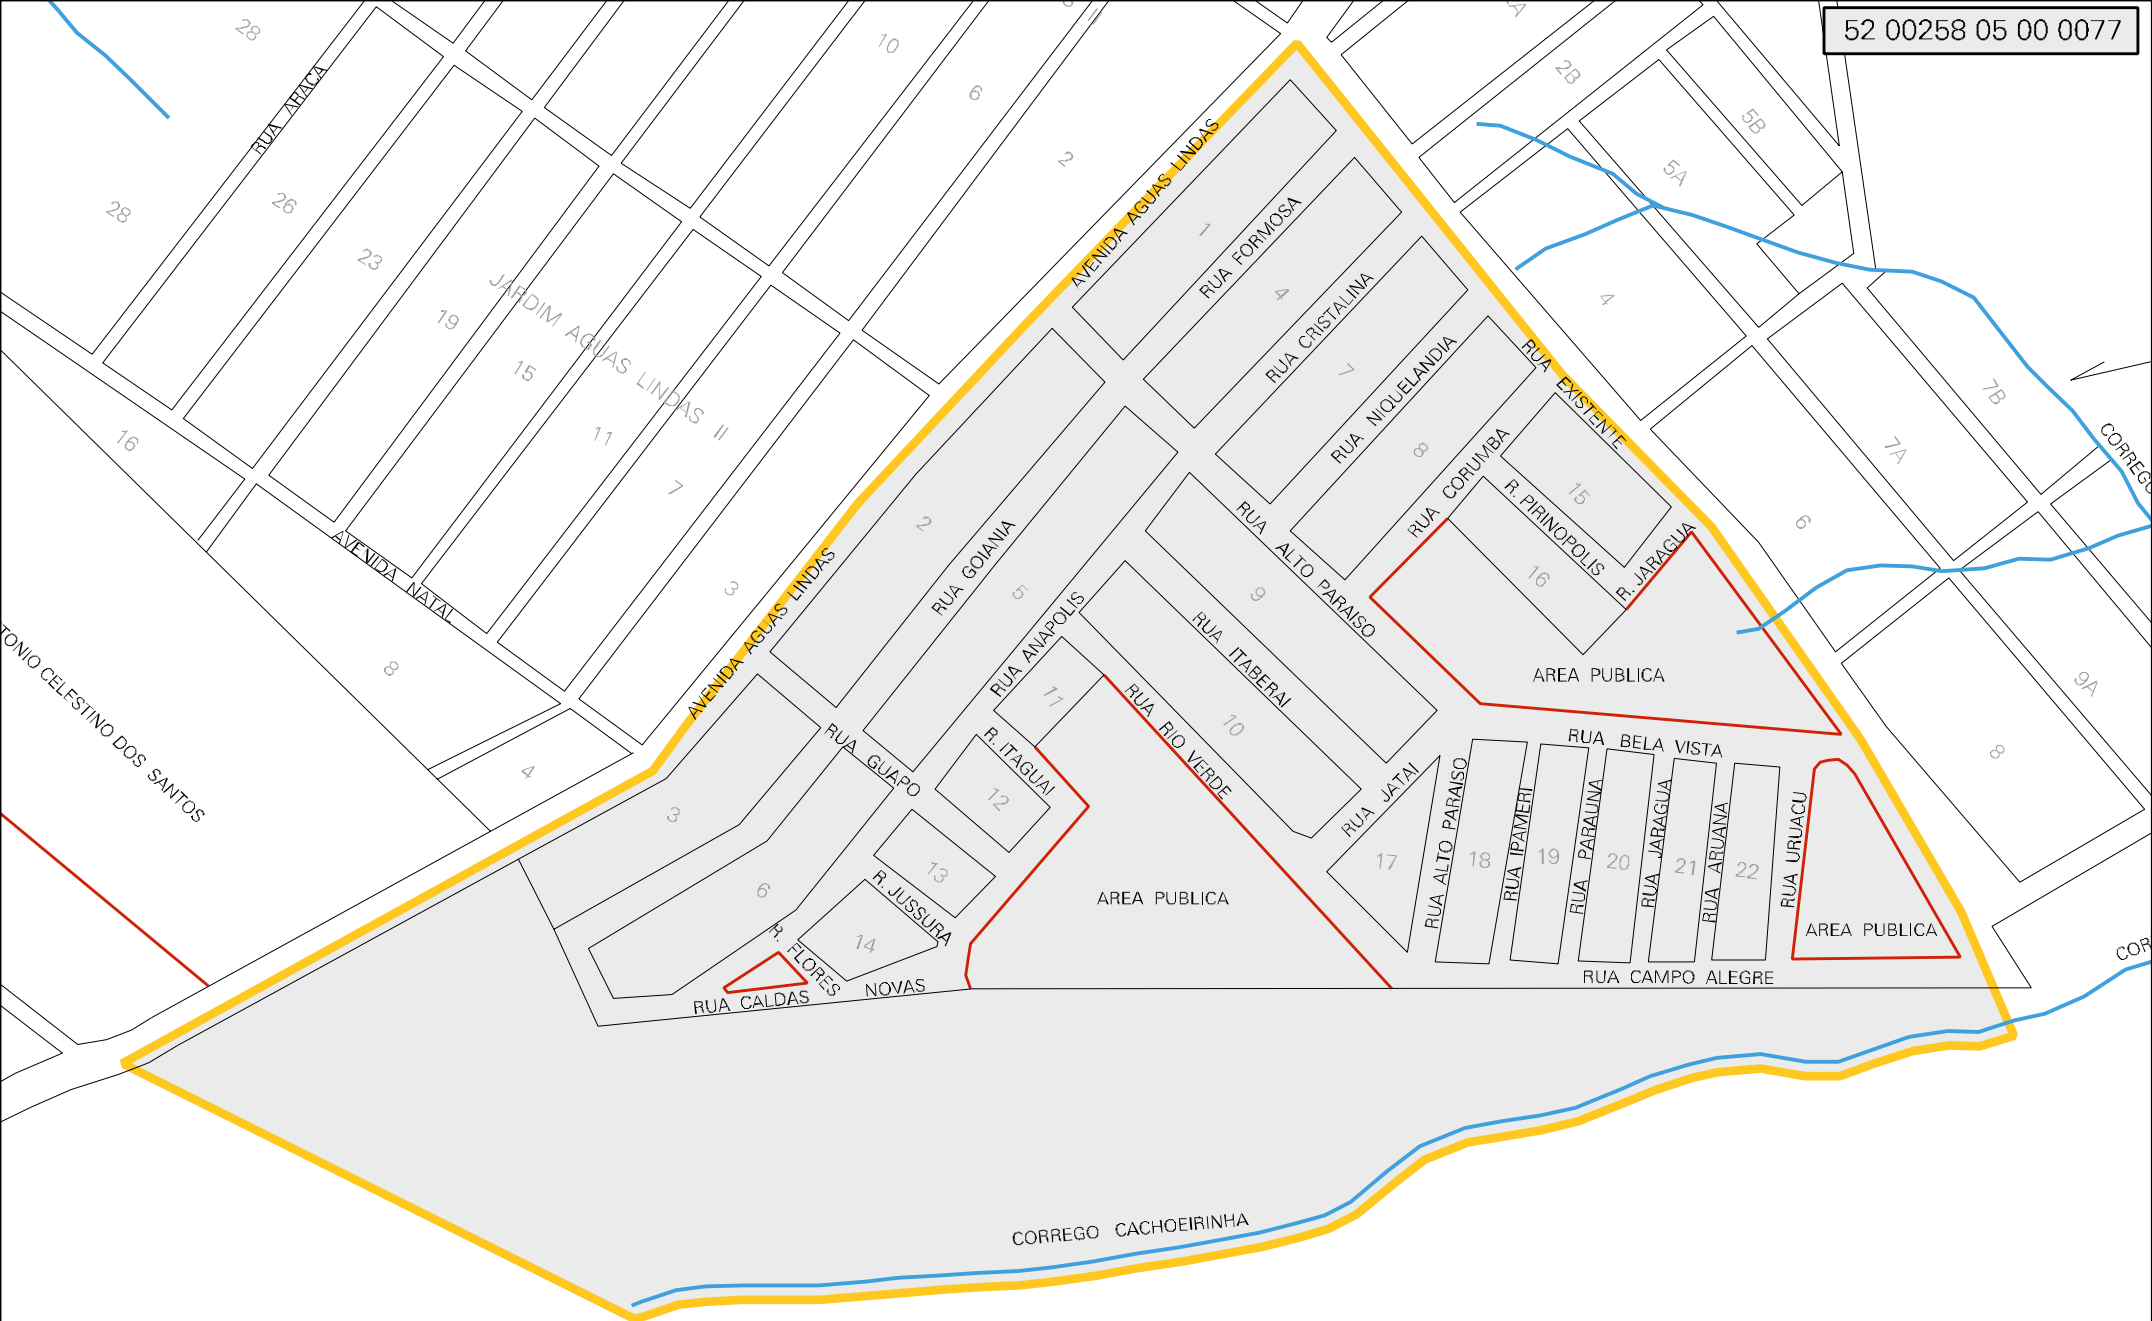 52 00258 05 00 0077
28
10
6
2
2B
5B
5A
RUA ARACA
28
26
23
19
15
11
7
3
JARDIM AGUAS LINDAS II
16
AVENIDA NATAL
8
4
TONIO CELESTINO DOS SANTOS
AVENIDA AGUAS LINDAS
1
RUA FORMOSA
4
RUA CRISTALINA
7
RUA NIQUELANDIA
8
RUA EXISTENTE
RUA CORUMBA
15
R. PIRINOPOLIS
16
R. JARAGUA
AREA PUBLICA
4
6
7A
7B
8
9A
CORREGO
2
RUA GOIANIA
5
RUA ANAPOLIS
AVENIDA AGUAS LINDAS
RUA ALTO PARAISO
9
RUA ITABERAI
10
RUA RIO VERDE
11
R. ITAGUAI
12
RUA GUAPO
3
6
13
R. JUSSURA
14
R. FLORES
RUA CALDAS NOVAS
AREA PUBLICA
RUA JATAI
17
RUA ALTO PARAISO
18
RUA IPAMERI
19
RUA PARAUNA
20
RUA JARAGUA
21
RUA ARUANA
22
RUA URUACU
RUA BELA VISTA
AREA PUBLICA
RUA CAMPO ALEGRE
COR
CORREGO CACHOEIRINHA